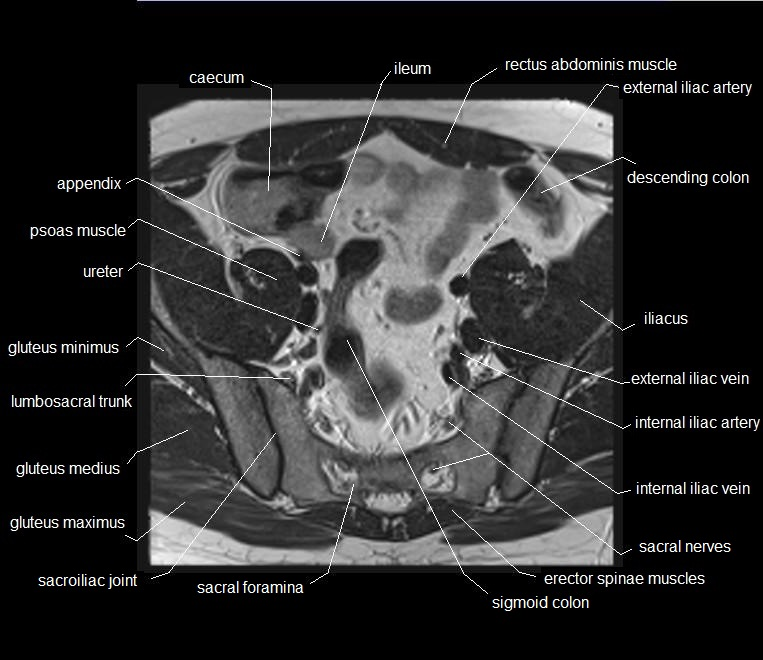 rectus abdominis muscle
ileum
caecum
external iliac artery
descending colon
appendix
psoas muscle
ureter
iliacus
gluteus minimus
external iliac vein
lumbosacral trunk
internal iliac artery
gluteus medius
internal iliac vein
gluteus maximus
sacral nerves
sacroiliac joint
erector spinae muscles
sacral foramina
sigmoid colon